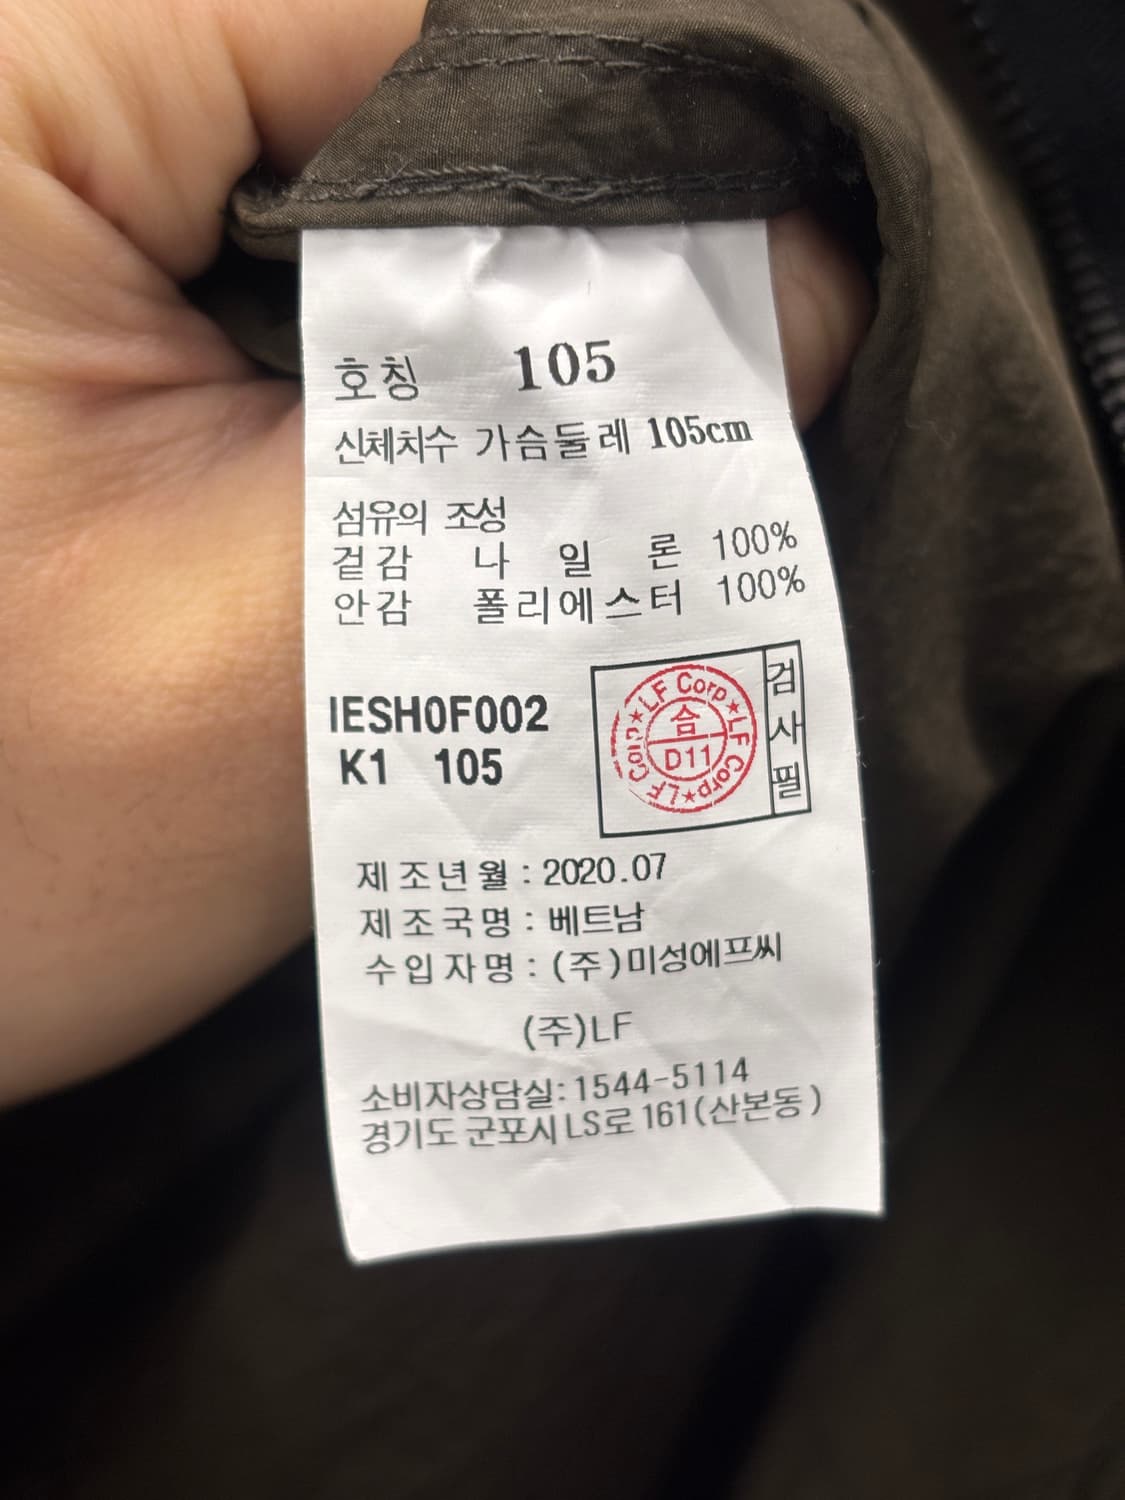 호칭 105
신체치수 가슴둘레 105cm
섬유의 조성
겉감 나일론 100%
안감 폴리에스터 100%
IESH0F002
K1 105
LF Corp★LF Corp★LF Corp★
D11
검사필
제조년월 : 2020.07
제조국명 : 베트남
수입자명 : (주)미성에프씨
(주)LF
소비자상담실: 1544-5114
경기도 군포시 LS로 161(산본동)